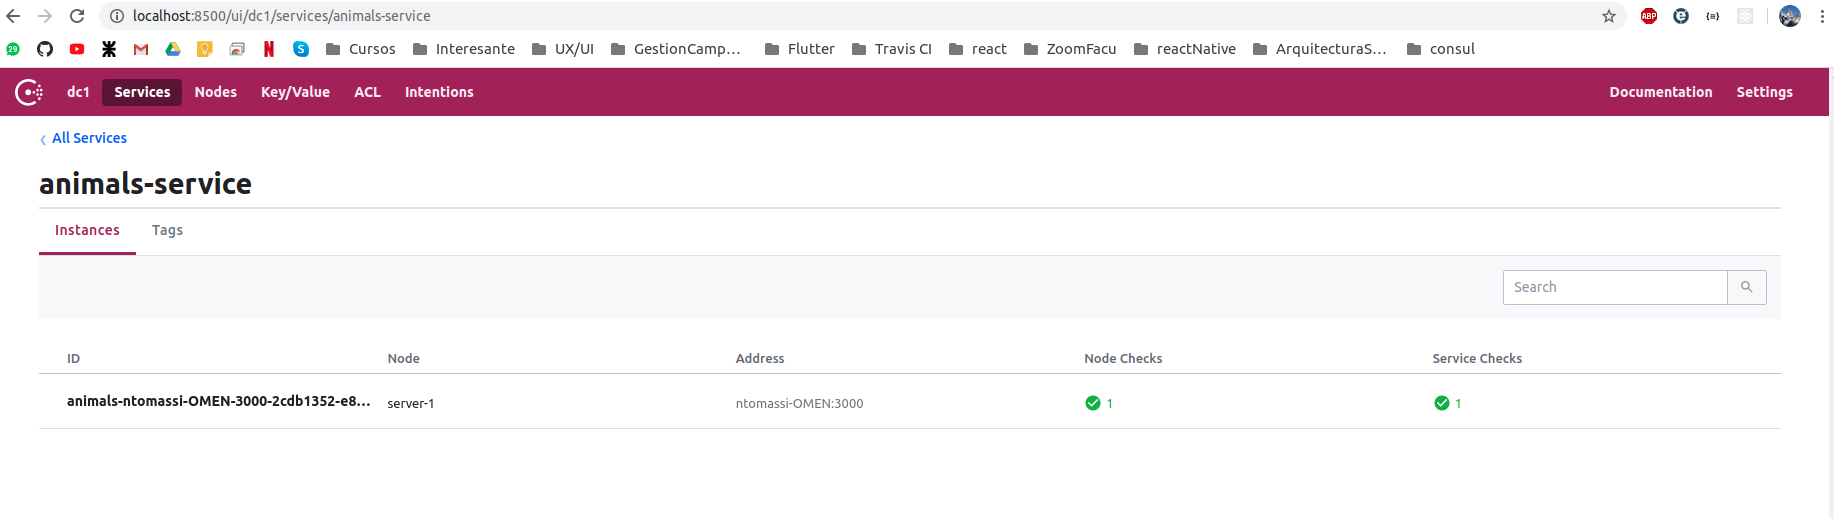 localhost:8500/ui/dc1/services/animals-service
ABP
29 Cursos Interesante UX/UI GestionCamp... Flutter Travis CI react ZoomFacu reactNative ArquitecturaS... consul
dc1 Services Nodes Key/Value ACL Intentions Documentation Settings
All Services
animals-service
Instances Tags
Search
ID Node Address Node Checks Service Checks
animals-ntomassi-OMEN-3000-2cdb1352-e8... server-1 ntomassi-OMEN:3000 1 1